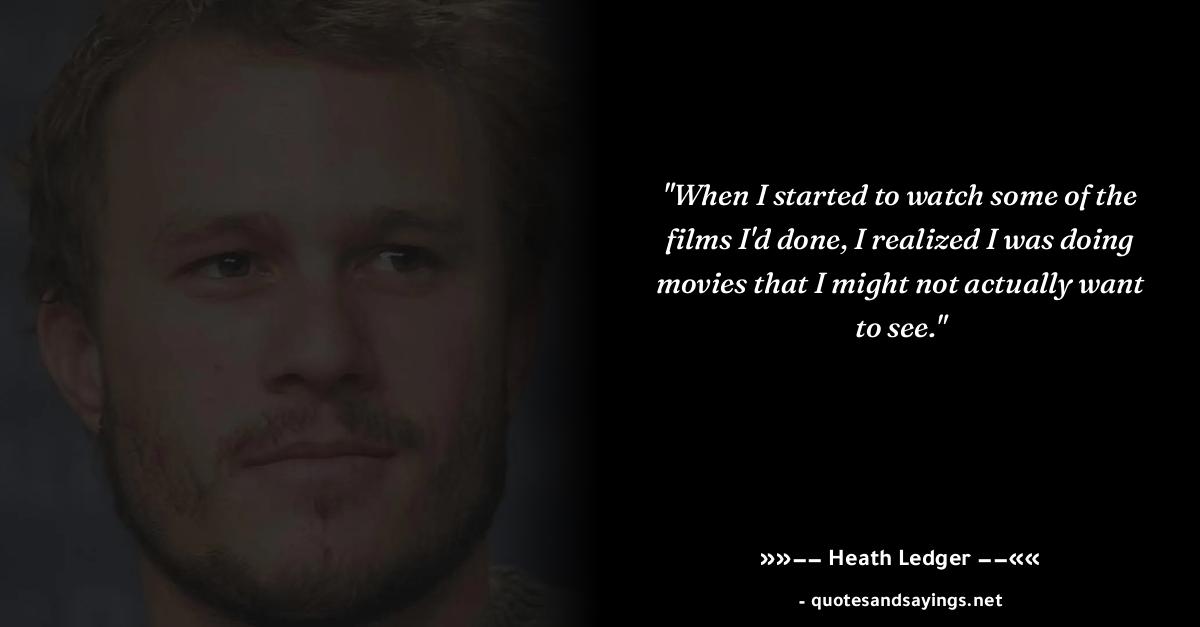 "When I started to watch some of the
films I'd done, I realized I was doing
movies that I might not actually want
to see."
»»–– Heath Ledger ––««
- quotesandsayings.net